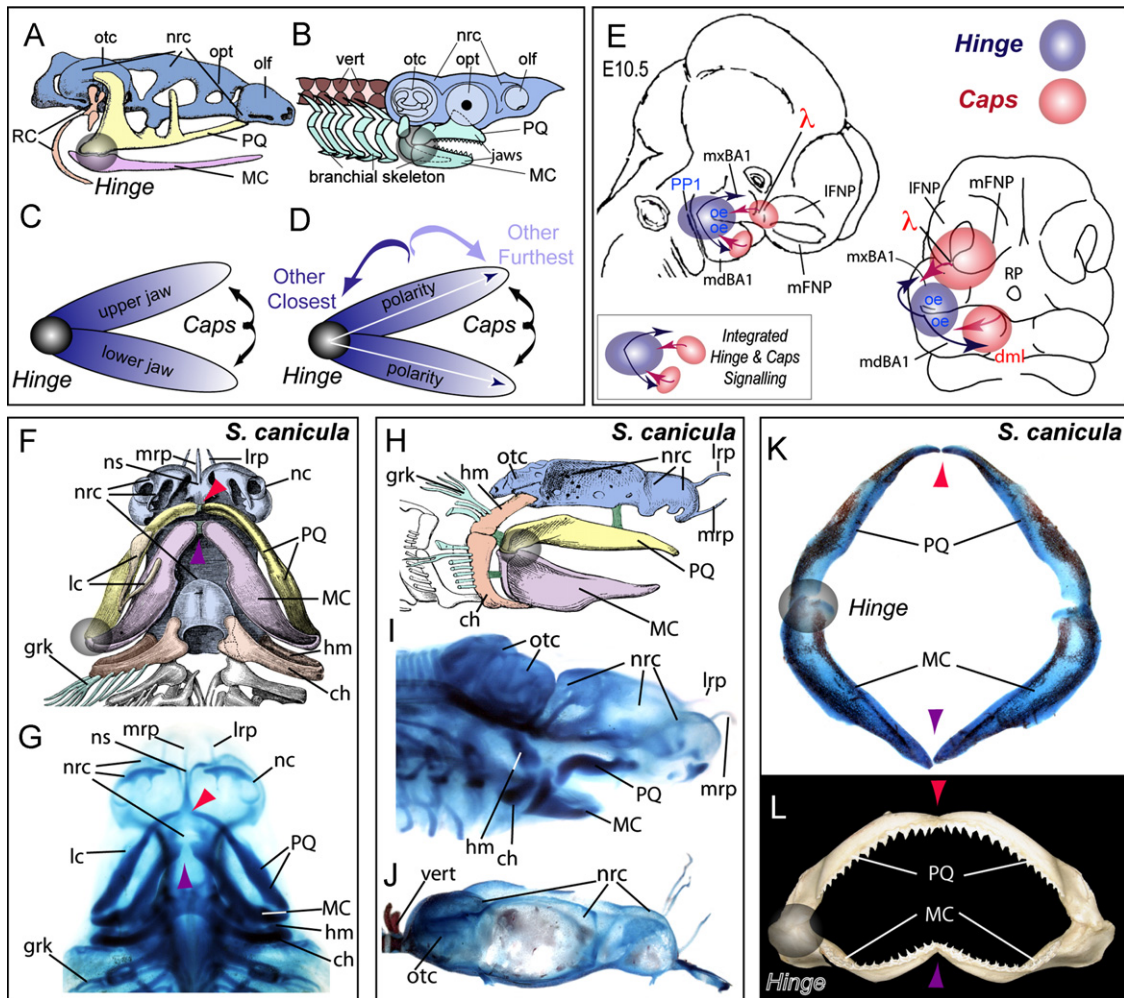 A
otc
nrc
opt
olf
RC
PQ
MC
Hinge
B
vert
otc
nrc
opt
olf
PQ
jaws
MC
branchial skeleton
C
upper jaw
lower jaw
Caps
Hinge
D
Other
Closest
Other
Furthest
polarity
polarity
Caps
Hinge
E
E10.5
Hinge
Caps
λ
mxBA1
PP1
oe
oe
lFNP
mdBA1
mFNP
lFNP
mFNP
λ
mxBA1
RP
oe
oe
mdBA1
dml
Integrated
Hinge & Caps
Signalling
F
S. canicula
mrp
lrp
ns
nc
nrc
PQ
lc
MC
grk
hm
ch
G
mrp
lrp
ns
nrc
nc
lc
PQ
MC
hm
grk
ch
H
S. canicula
otc
nrc
lrp
hm
grk
mrp
PQ
ch
MC
I
otc
nrc
lrp
PQ
mrp
MC
hm
ch
J
vert
nrc
otc
K
S. canicula
PQ
Hinge
MC
L
PQ
MC
Hinge